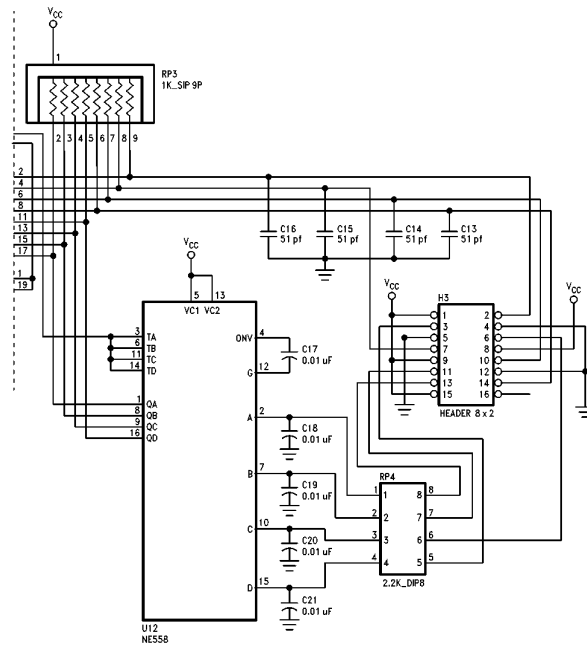 VCC
1
RP3
1K_SIP 9P
2 3 4 5 6 7 8 9
2
4
6
8
11
13
15
17
1
19
C16
51 pf
C15
51 pf
C14
51 pf
C13
51 pf
VCC
5 13
VC1 VC2
3 TA
6 TB
11 TC
14 TD
1 QA
8 QB
9 QC
16 QD
ONV 4
G 12
A 2
B 7
C 10
D 15
C17
0.01 uF
C18
0.01 uF
C19
0.01 uF
C20
0.01 uF
C21
0.01 uF
U12
NE558
VCC
VCC
H3
1 2
3 4
5 6
7 8
9 10
11 12
13 14
15 16
HEADER 8 x 2
RP4
1 1 8 8
2 2 7 7
3 3 6 6
4 4 5 5
2.2K_DIP8